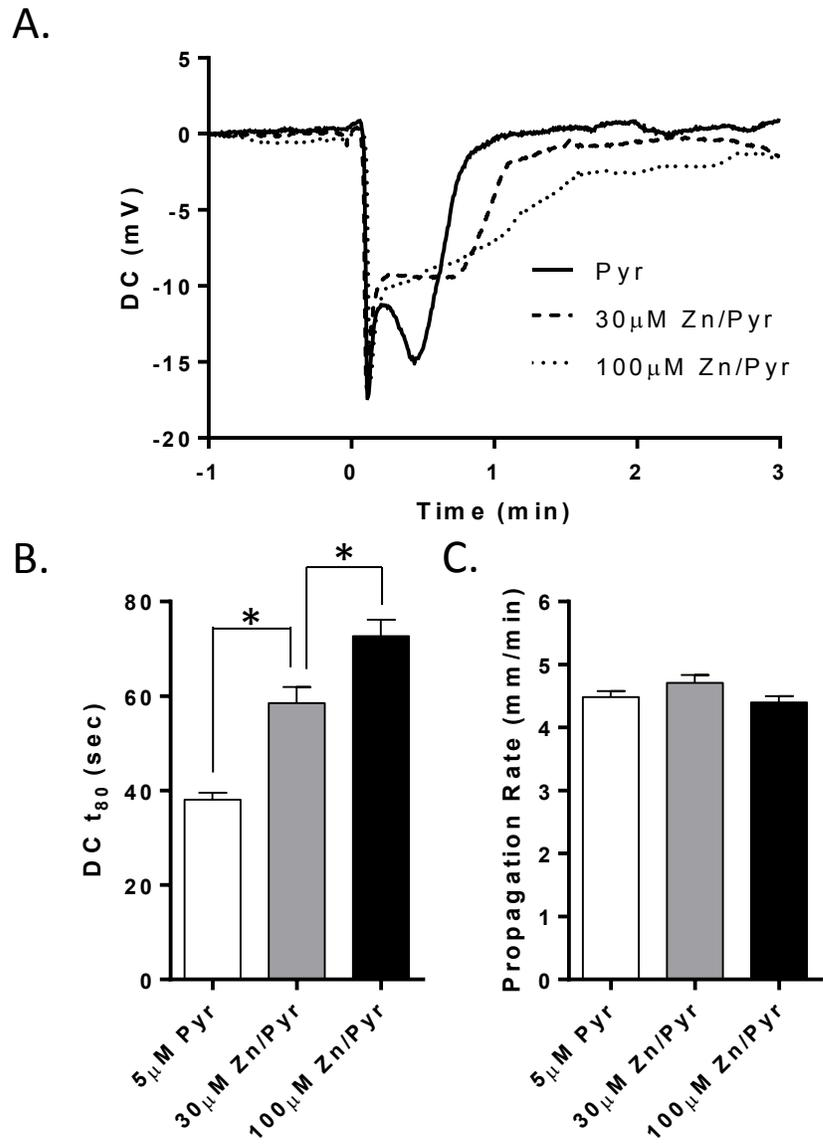 A.
5
0
-5
-10
-15
-20
DC (mV)
-1
0
1
2
3
Time (min)
Pyr
30μM Zn/Pyr
100μM Zn/Pyr
B.
*
*
80
60
40
20
0
DC t80 (sec)
5μM Pyr
30μM Zn/Pyr
100μM Zn/Pyr
C.
6
5
4
3
2
1
0
Propagation Rate (mm/min)
5μM Pyr
30μM Zn/Pyr
100μM Zn/Pyr